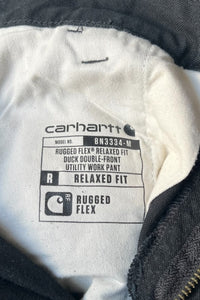 carhartt
MODEL NO. BN3334-M
RUGGED FLEX® RELAXED FIT
DUCK DOUBLE-FRONT
UTILITY WORK PANT
R RELAXED FIT
RUGGED
FLEX